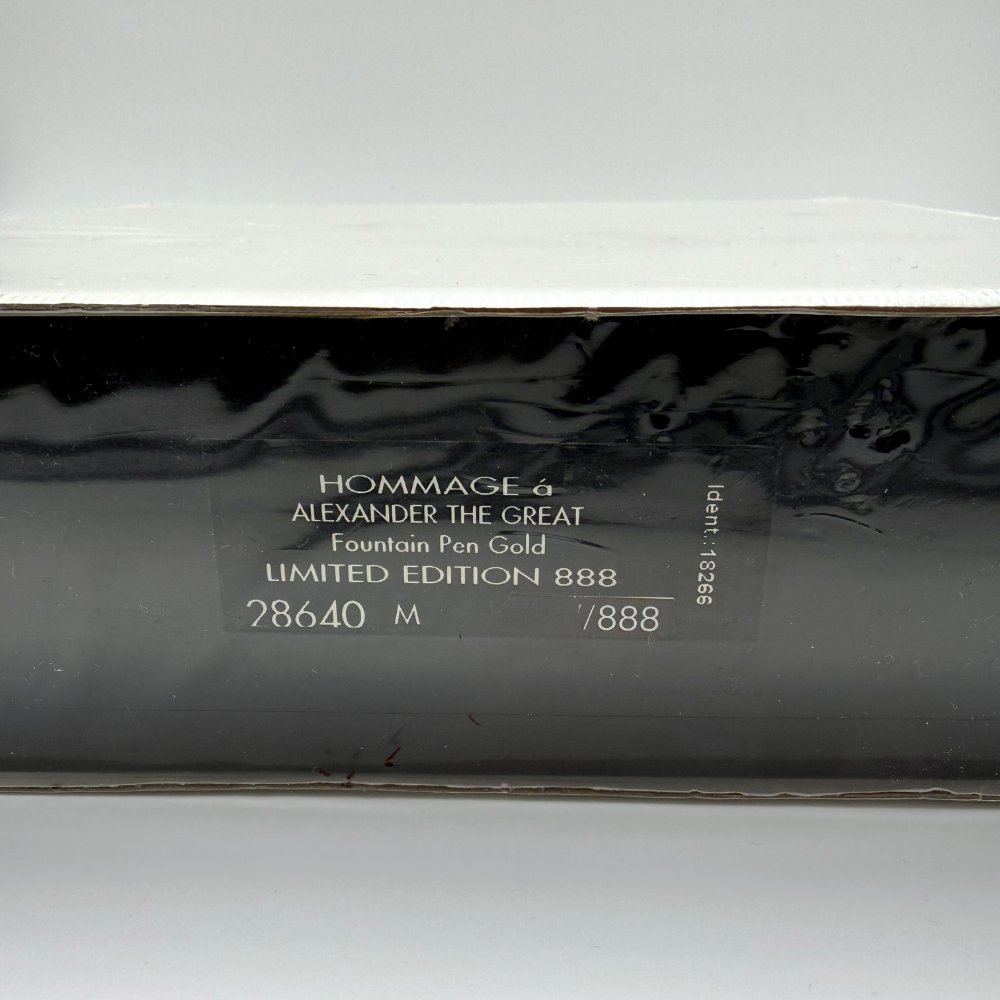 HOMMAGE á
ALEXANDER THE GREAT
Fountain Pen Gold
LIMITED EDITION 888
28640 M /888
Ident.: 18266